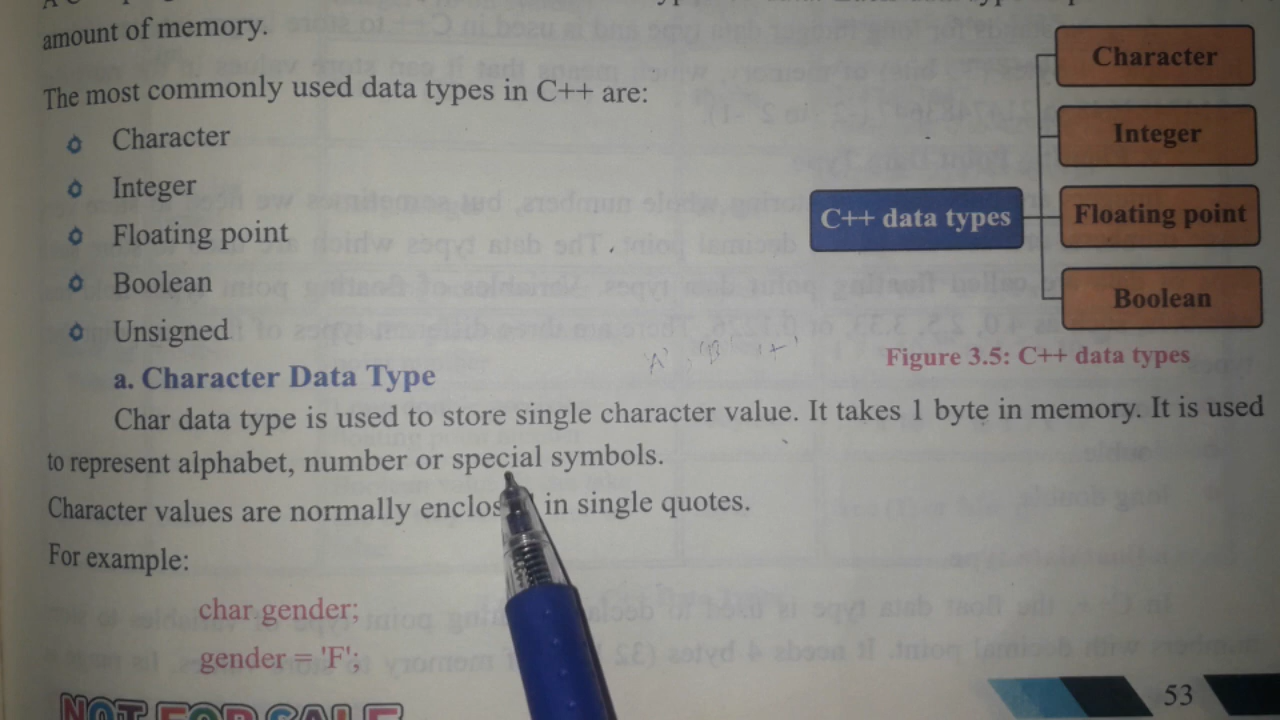 amount of memory.
The most commonly used data types in C++ are:
Character
Integer
Floating point
Boolean
Unsigned
C++ data types
Character
Integer
Floating point
Boolean
Figure 3.5: C++ data types
'A', 'B' '+'
a. Character Data Type
Char data type is used to store single character value. It takes 1 byte in memory. It is used
to represent alphabet, number or special symbols.
Character values are normally in single quotes.
For example:
char gender;
gender = 'F';
NOT FOR SALE
53